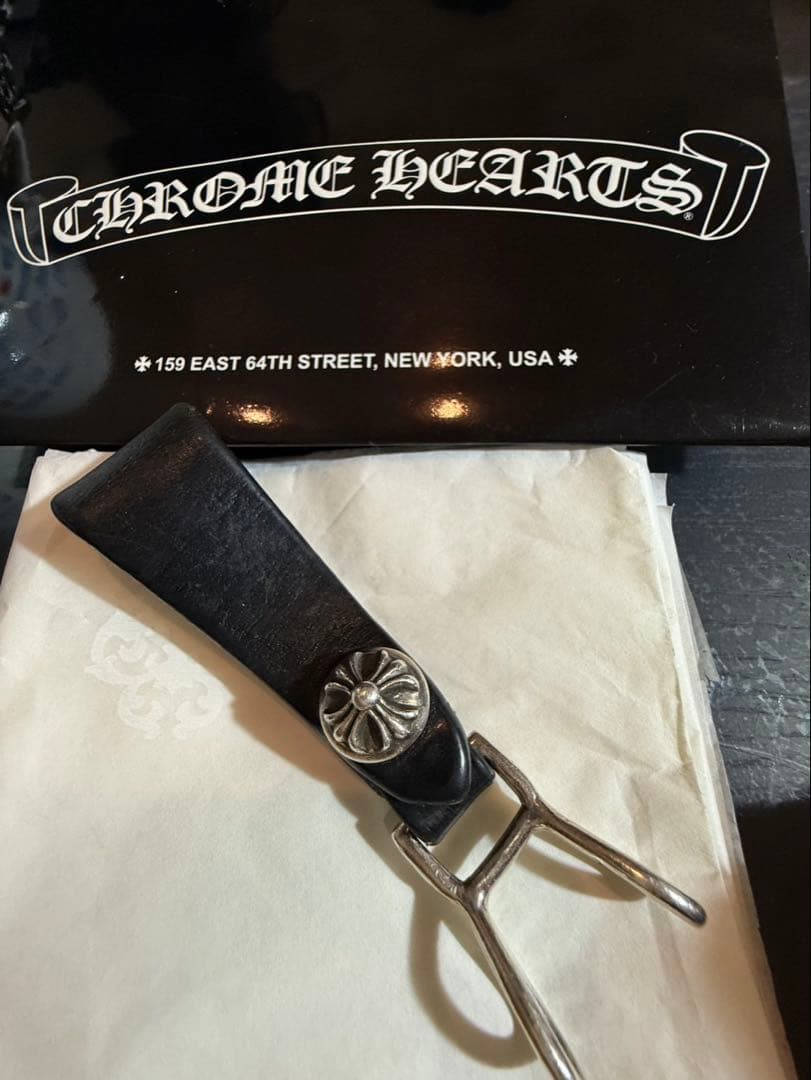 CHROME HEARTS®
✠ 159 EAST 64TH STREET, NEW YORK, USA ✠